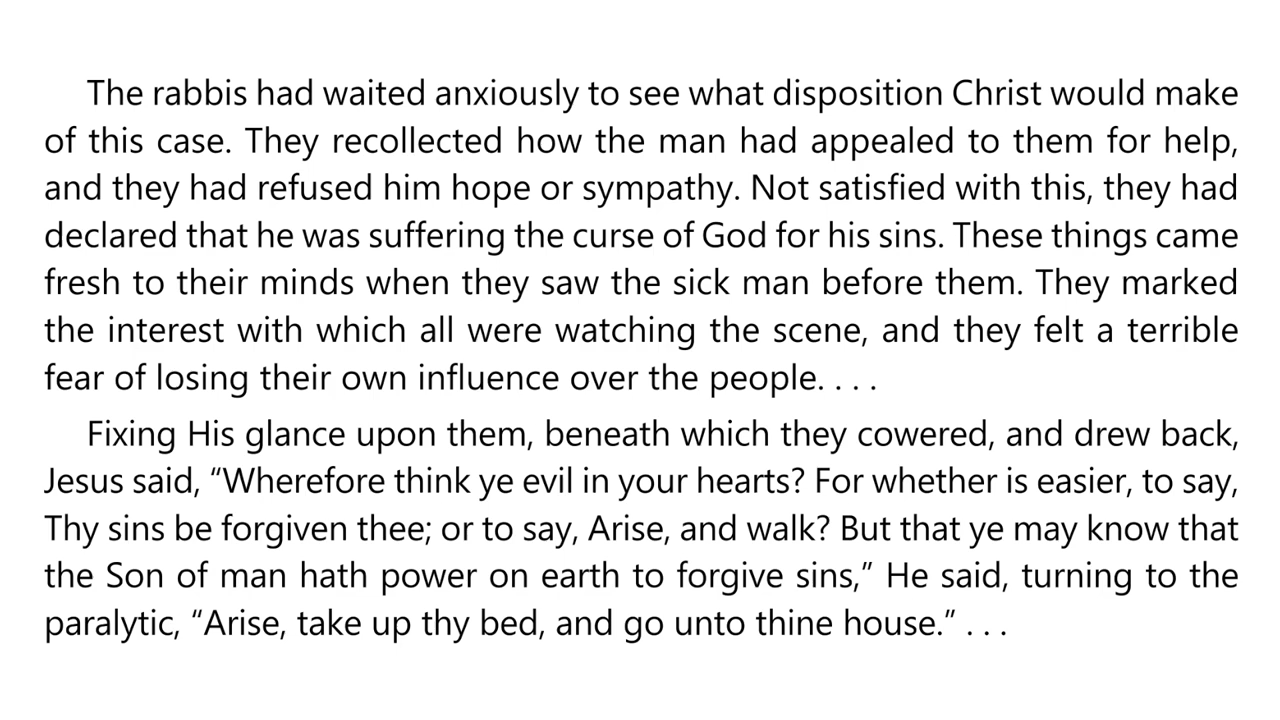 The rabbis had waited anxiously to see what disposition Christ would make
of this case. They recollected how the man had appealed to them for help,
and they had refused him hope or sympathy. Not satisfied with this, they had
declared that he was suffering the curse of God for his sins. These things came
fresh to their minds when they saw the sick man before them. They marked
the interest with which all were watching the scene, and they felt a terrible
fear of losing their own influence over the people. . . .
Fixing His glance upon them, beneath which they cowered, and drew back,
Jesus said, “Wherefore think ye evil in your hearts? For whether is easier, to say,
Thy sins be forgiven thee; or to say, Arise, and walk? But that ye may know that
the Son of man hath power on earth to forgive sins,” He said, turning to the
paralytic, “Arise, take up thy bed, and go unto thine house.” . . .